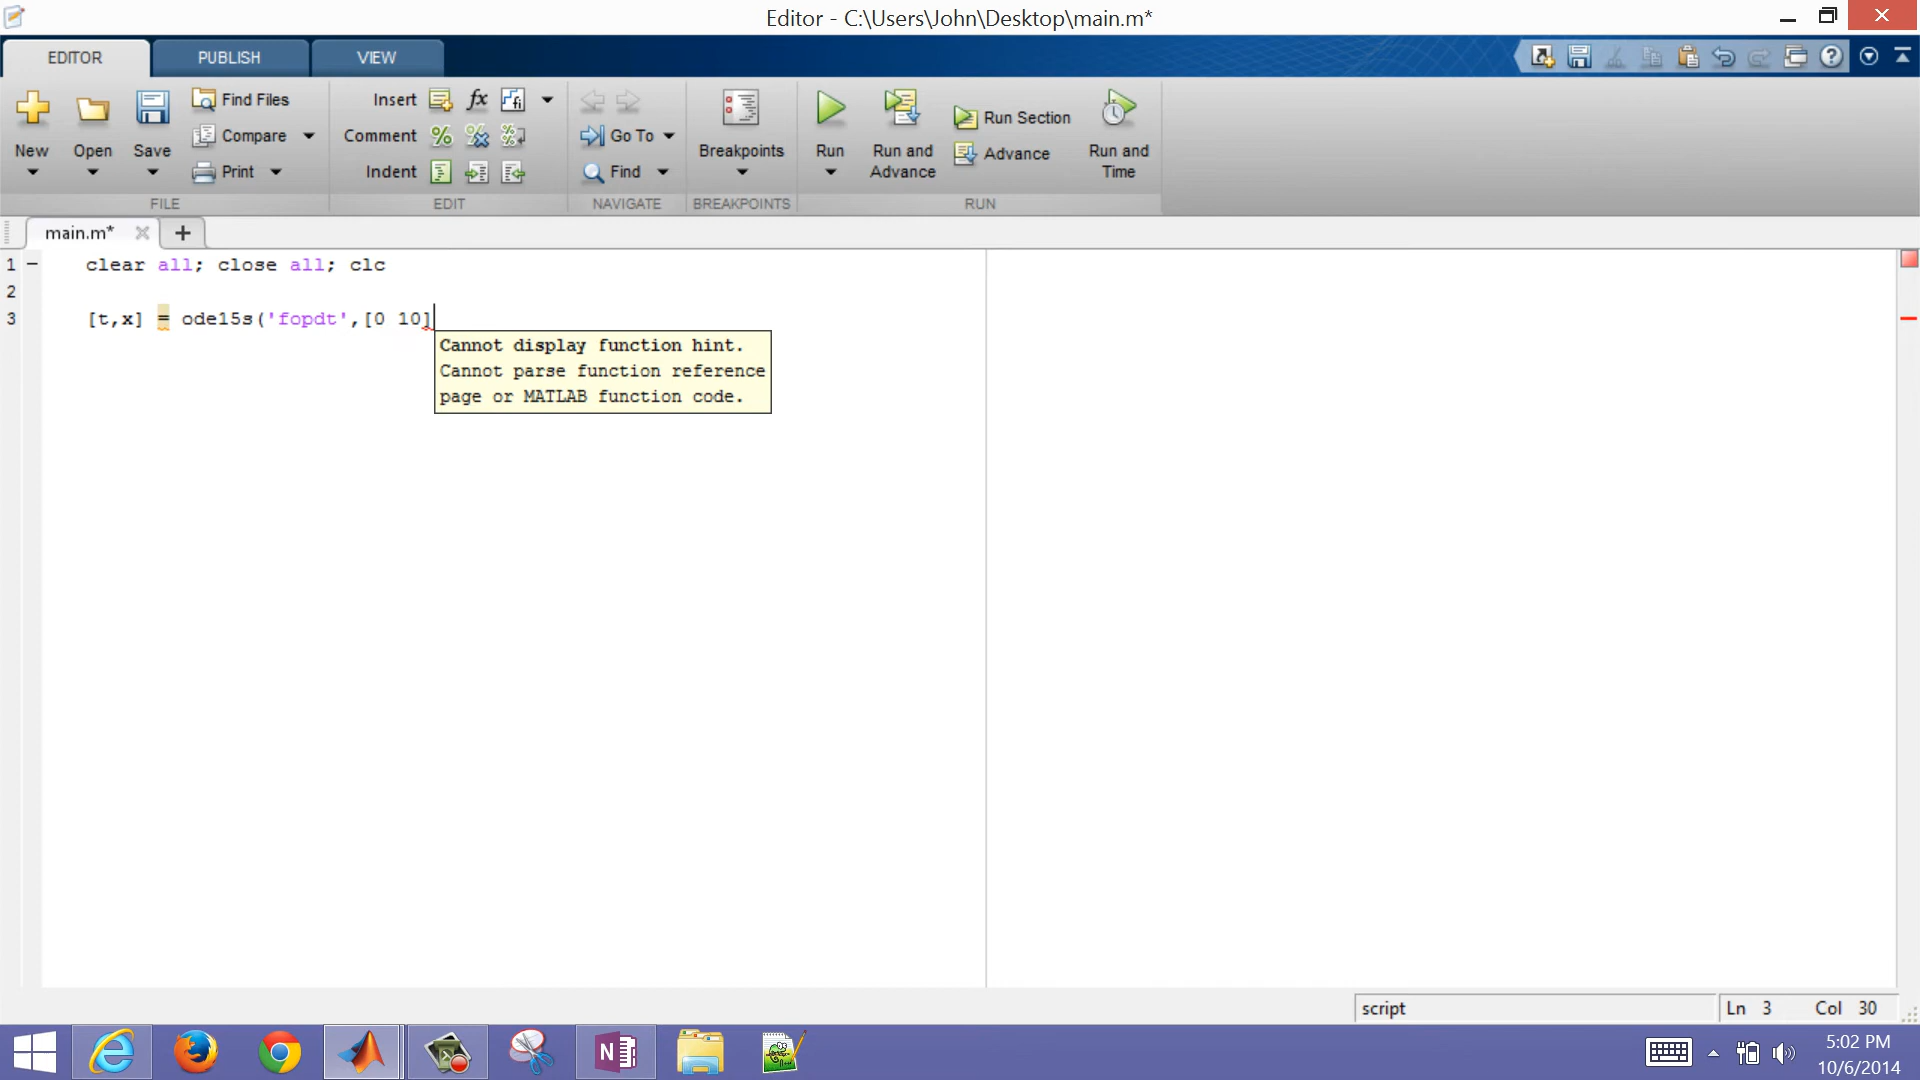 Editor - C:\Users\John\Desktop\main.m*
EDITOR PUBLISH VIEW
New
Open
Save
Find Files
Compare
Print
FILE
Insert fx
Comment
Indent
EDIT
Go To
Find
NAVIGATE
Breakpoints
BREAKPOINTS
Run
Run and
Advance
Run Section
Advance
Run and
Time
RUN
main.m*
1 clear all; close all; clc
2
3 [t,x] = ode15s('fopdt',[0 10]
Cannot display function hint.
Cannot parse function reference
page or MATLAB function code.
script Ln 3 Col 30
5:02 PM
10/6/2014